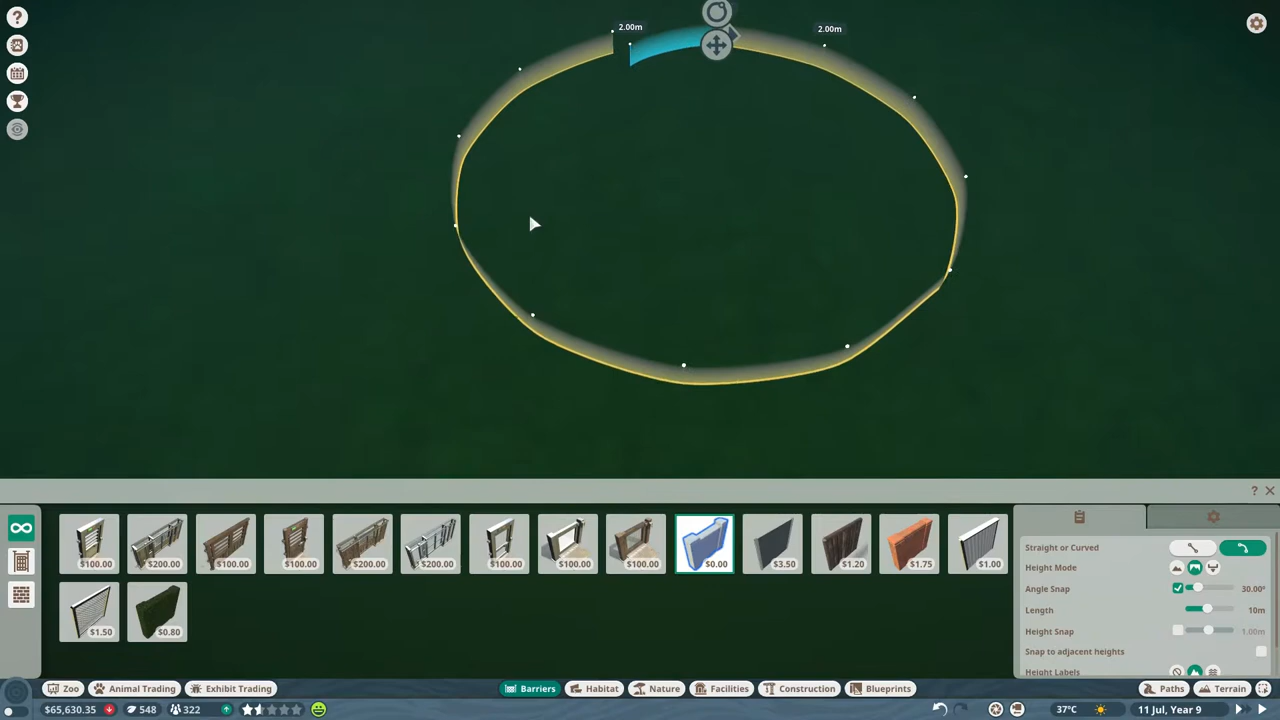 ?
2.00m
2.00m
? ×
$100.00 $200.00 $100.00 $100.00 $200.00 $200.00 $100.00 $100.00 $100.00 $0.00 $3.50 $1.20 $1.75 $1.00
$1.50 $0.80
Straight or Curved
Height Mode
Angle Snap 30.00°
Length 10m
Height Snap 1.00m
Snap to adjacent heights
Height Labels
Zoo Animal Trading Exhibit Trading Barriers Habitat Nature Facilities Construction Blueprints Paths Terrain
$65,630.35 548 322 37°C 11 Jul, Year 9